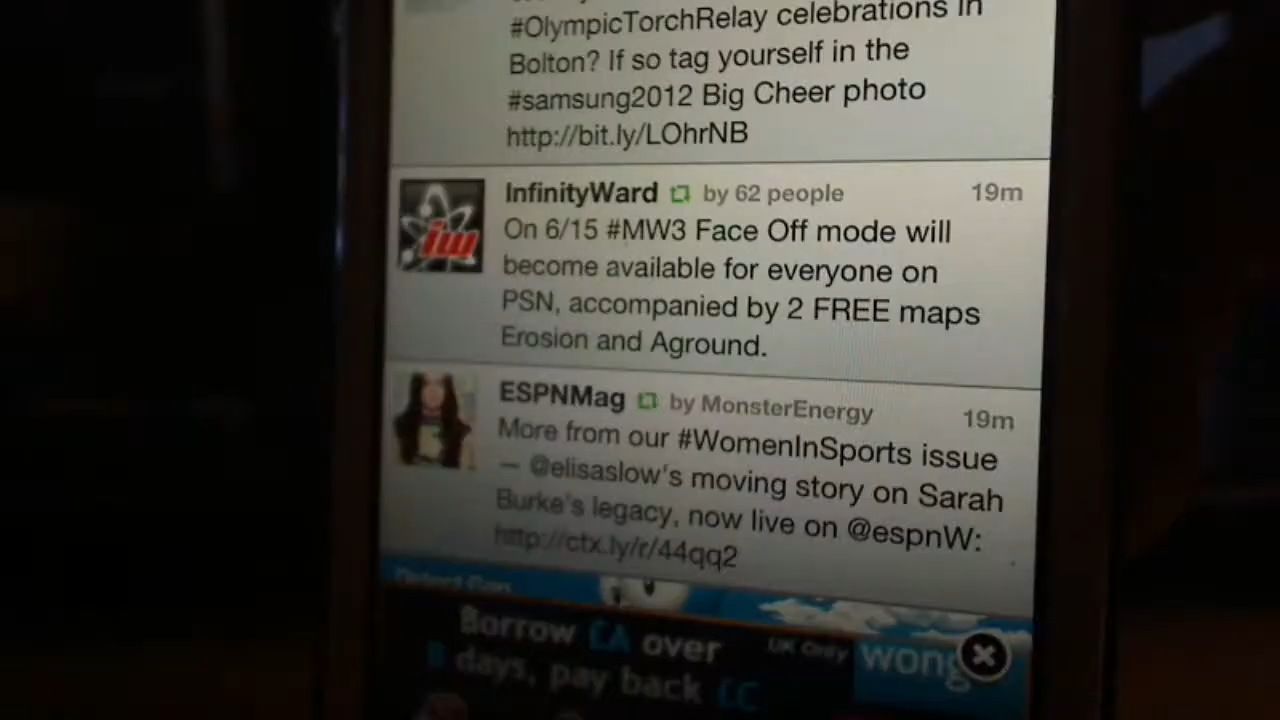 #OlympicTorchRelay celebrations in
Bolton? If so tag yourself in the
#samsung2012 Big Cheer photo
http://bit.ly/LOhrNB
InfinityWard by 62 people 19m
iw
On 6/15 #MW3 Face Off mode will
become available for everyone on
PSN, accompanied by 2 FREE maps
Erosion and Aground.
ESPNMag by MonsterEnergy 19m
More from our #WomenInSports issue
— @elisaslow's moving story on Sarah
Burke's legacy, now live on @espnW:
http://ctx.ly/r/44qq2
Borrow £A over
8 days, pay back £C
UK Only
wong